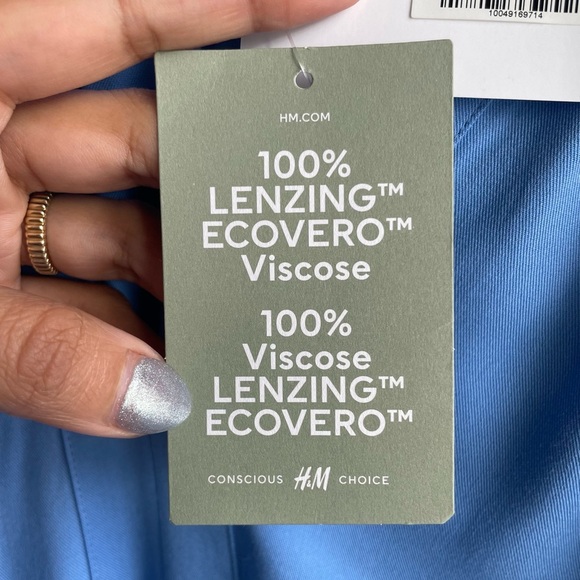 10049169714
HM.COM
100%
LENZING™
ECOVERO™
Viscose
100%
Viscose
LENZING™
ECOVERO™
CONSCIOUS H&M CHOICE